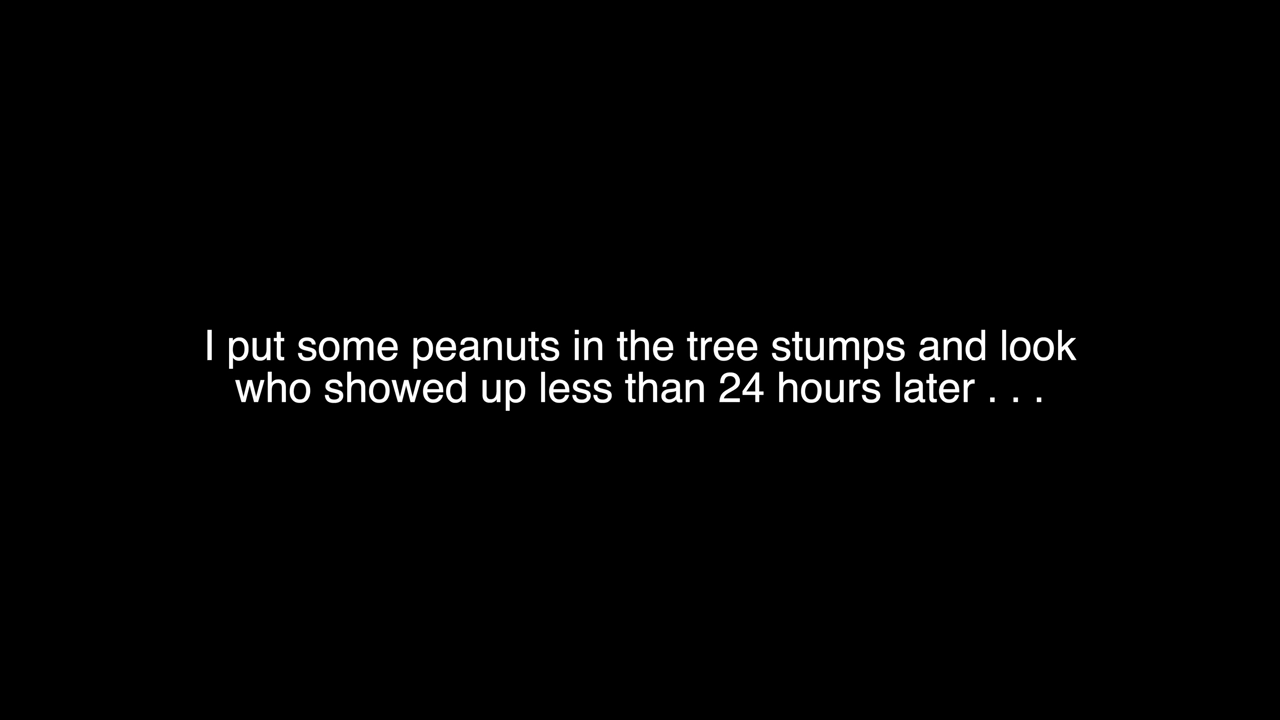 I put some peanuts in the tree stumps and look
who showed up less than 24 hours later . . .